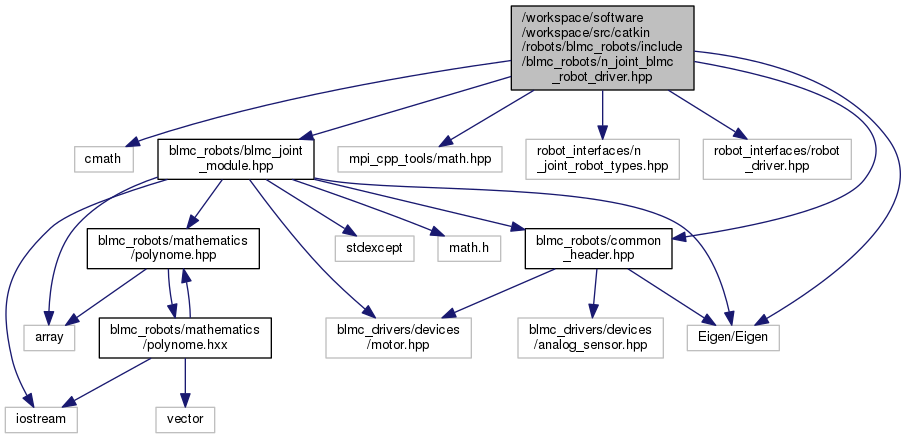 /workspace/software
/workspace/src/catkin
/robots/blmc_robots/include
/blmc_robots/n_joint_blmc
_robot_driver.hpp
cmath
blmc_robots/blmc_joint
_module.hpp
mpi_cpp_tools/math.hpp
robot_interfaces/n
_joint_robot_types.hpp
robot_interfaces/robot
_driver.hpp
blmc_robots/mathematics
/polynome.hpp
stdexcept
math.h
blmc_robots/common
_header.hpp
array
blmc_robots/mathematics
/polynome.hxx
blmc_drivers/devices
/motor.hpp
blmc_drivers/devices
/analog_sensor.hpp
Eigen/Eigen
iostream
vector